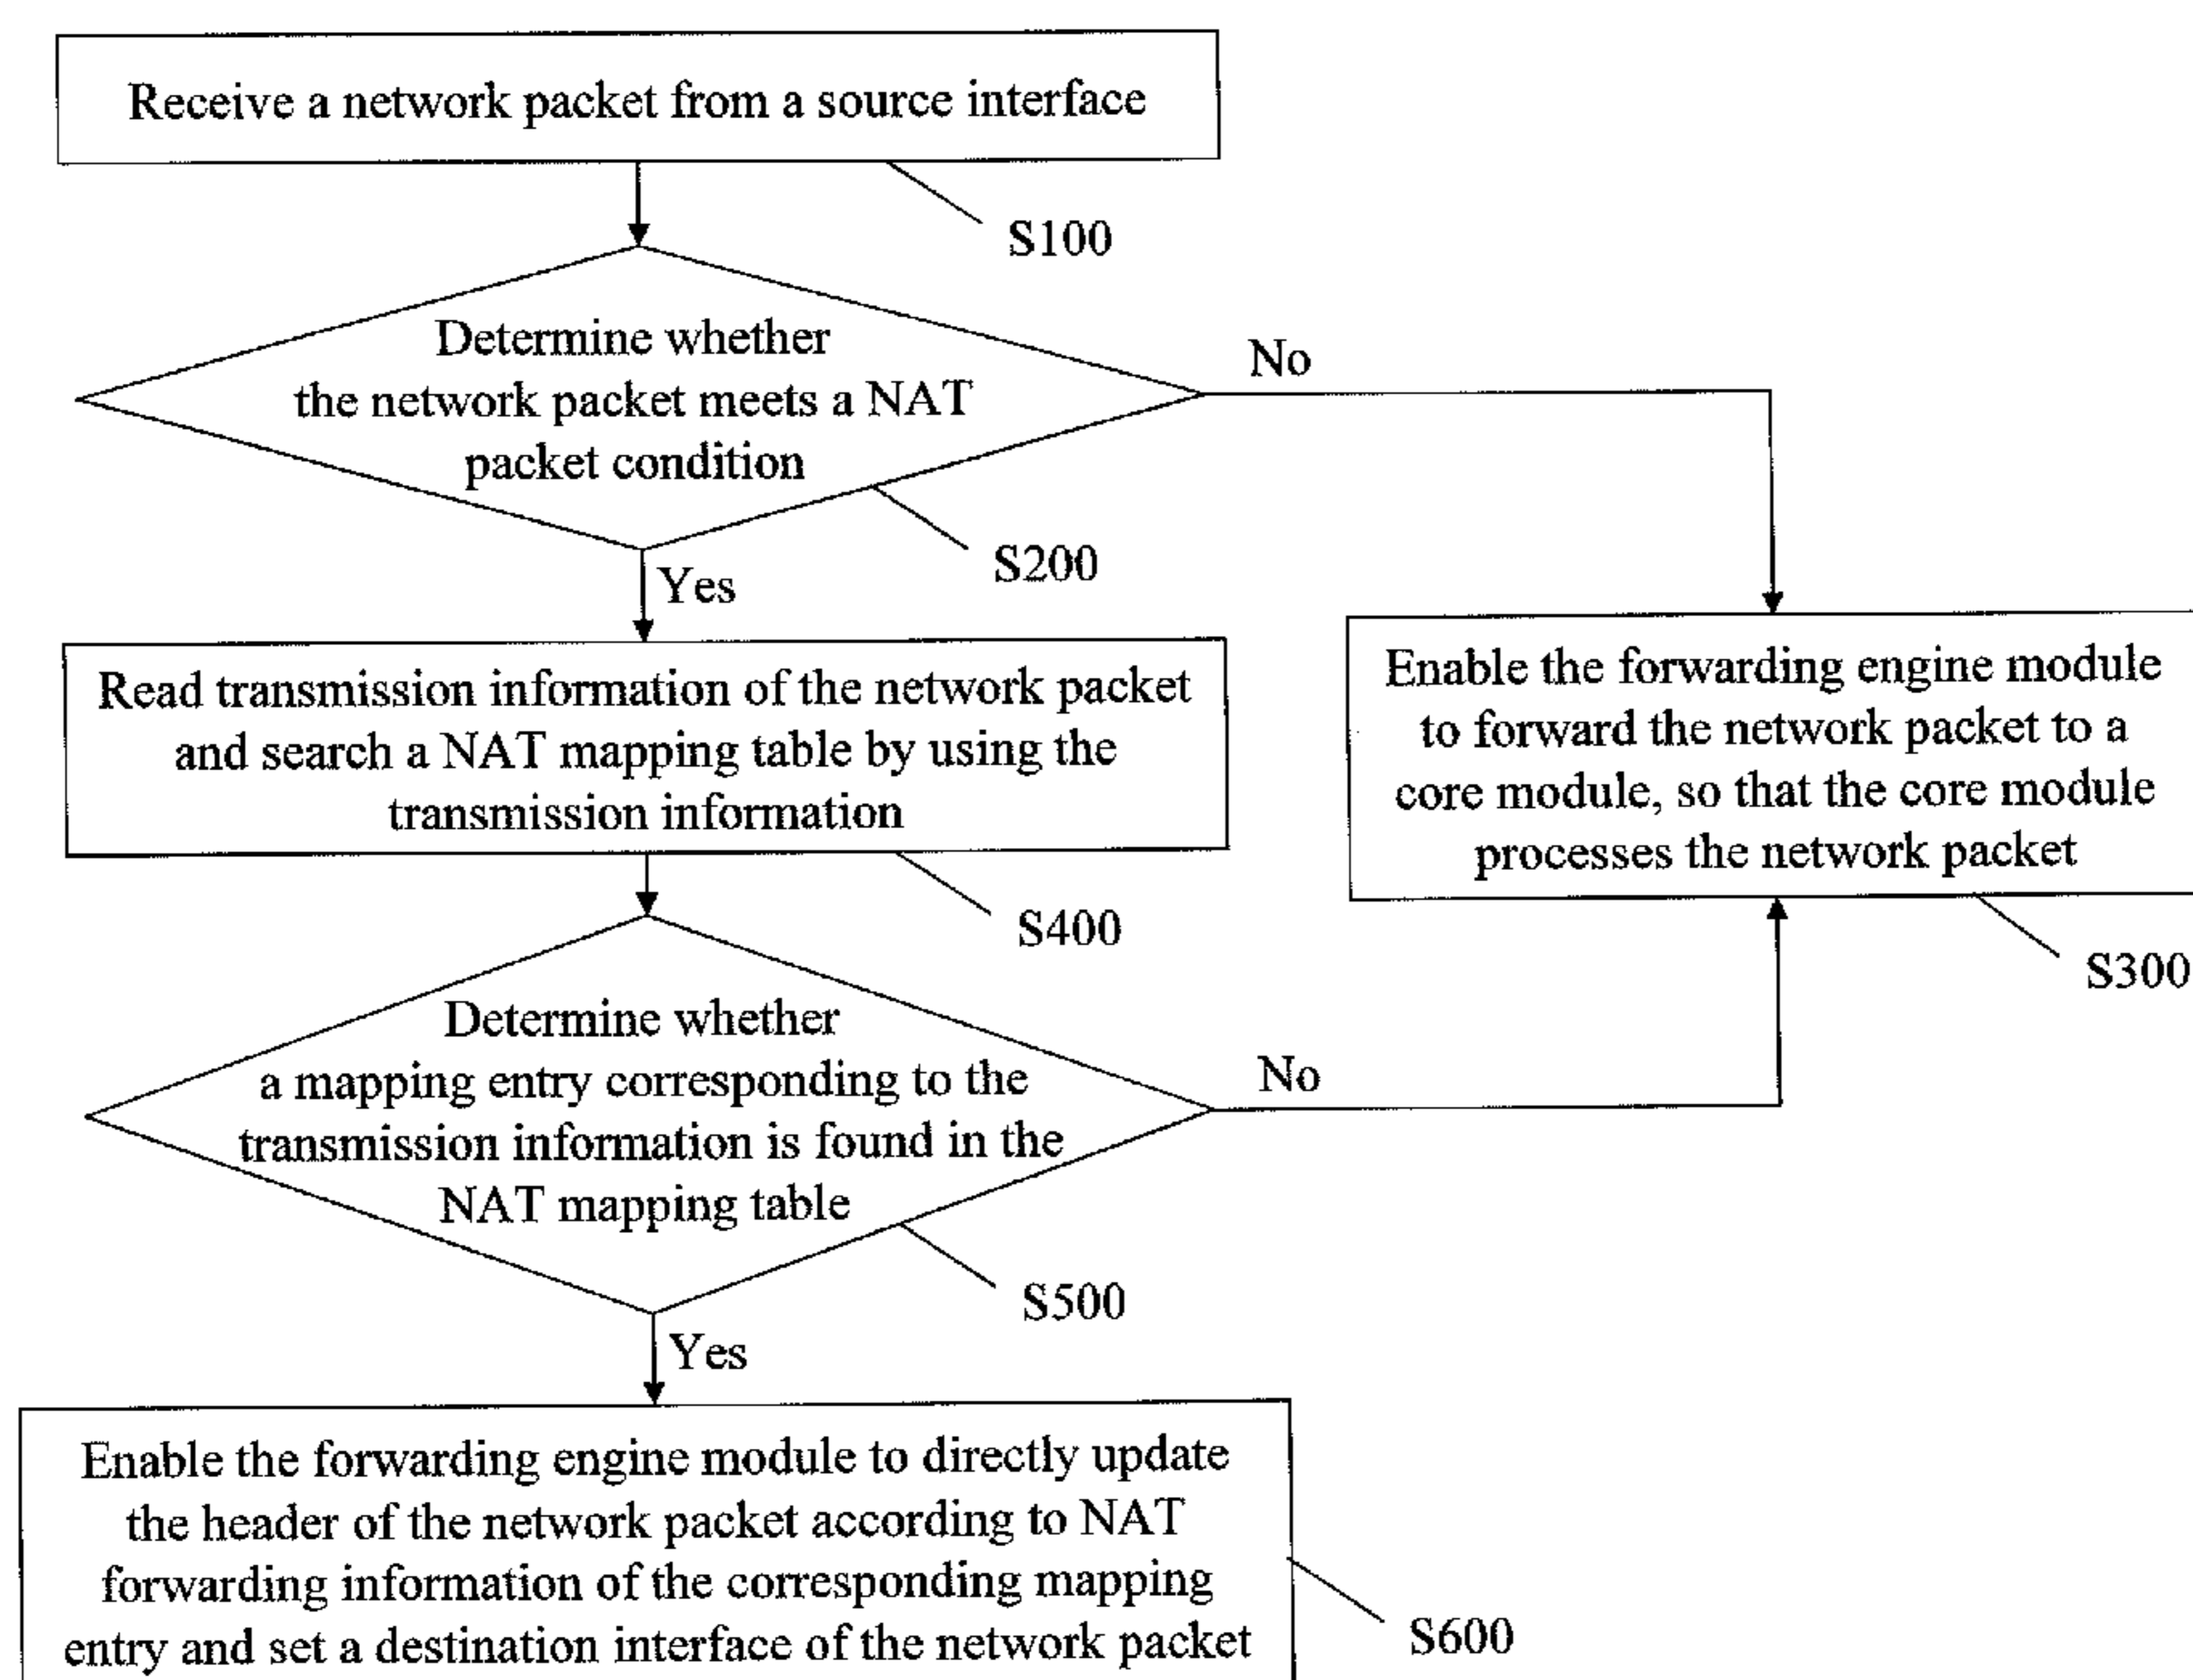 Receive a network packet from a source interface
S100
Determine whether
the network packet meets a NAT
packet condition
No
S200
Yes
Read transmission information of the network packet
and search a NAT mapping table by using the
transmission information
S400
Enable the forwarding engine module
to forward the network packet to a
core module, so that the core module
processes the network packet
S300
Determine whether
a mapping entry corresponding to the
transmission information is found in the
NAT mapping table
No
S500
Yes
Enable the forwarding engine module to directly update
the header of the network packet according to NAT
forwarding information of the corresponding mapping
entry and set a destination interface of the network packet
S600